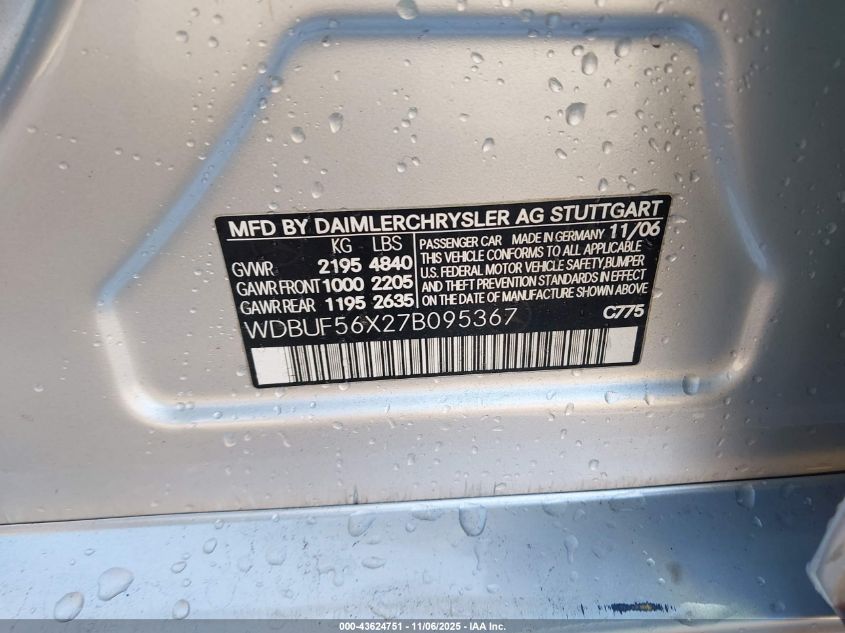 MFD BY DAIMLERCHRYSLER AG STUTTGART
KG LBS
GVWR 2195 4840
GAWR FRONT 1000 2205
GAWR REAR 1195 2635
PASSENGER CAR MADE IN GERMANY 11/06
THIS VEHICLE CONFORMS TO ALL APPLICABLE
U.S. FEDERAL MOTOR VEHICLE SAFETY,BUMPER
AND THEFT PREVENTION STANDARDS IN EFFECT
ON THE DATE OF MANUFACTURE SHOWN ABOVE.
WDBUF56X27B095367
C775
000-43624751 - 11/06/2025 - IAA Inc.